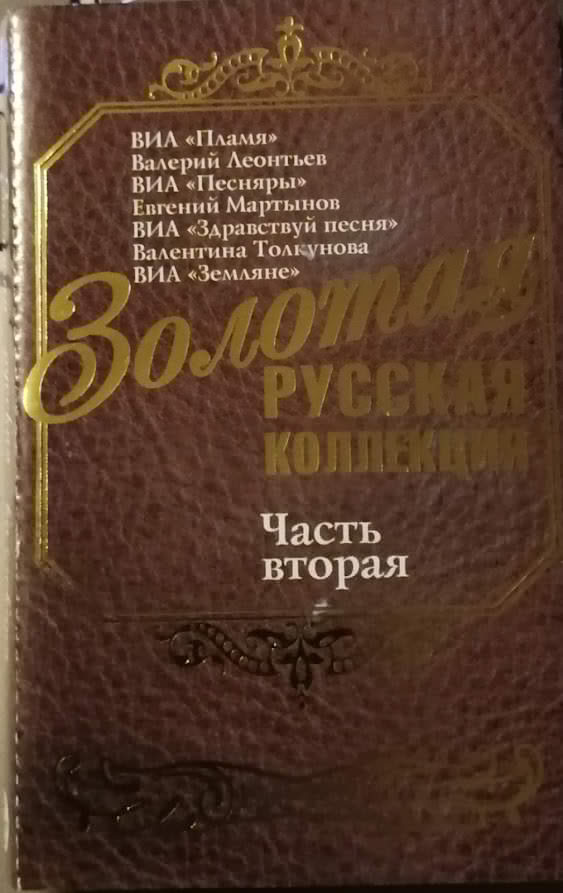 ВИА «Пламя»
Валерий Леонтьев
ВИА «Песняры»
Евгений Мартынов
ВИА «Здравствуй песня»
Валентина Толкунова
ВИА «Земляне»
Золотая
РУССКАЯ
КОЛЛЕКЦИЯ
Часть
вторая